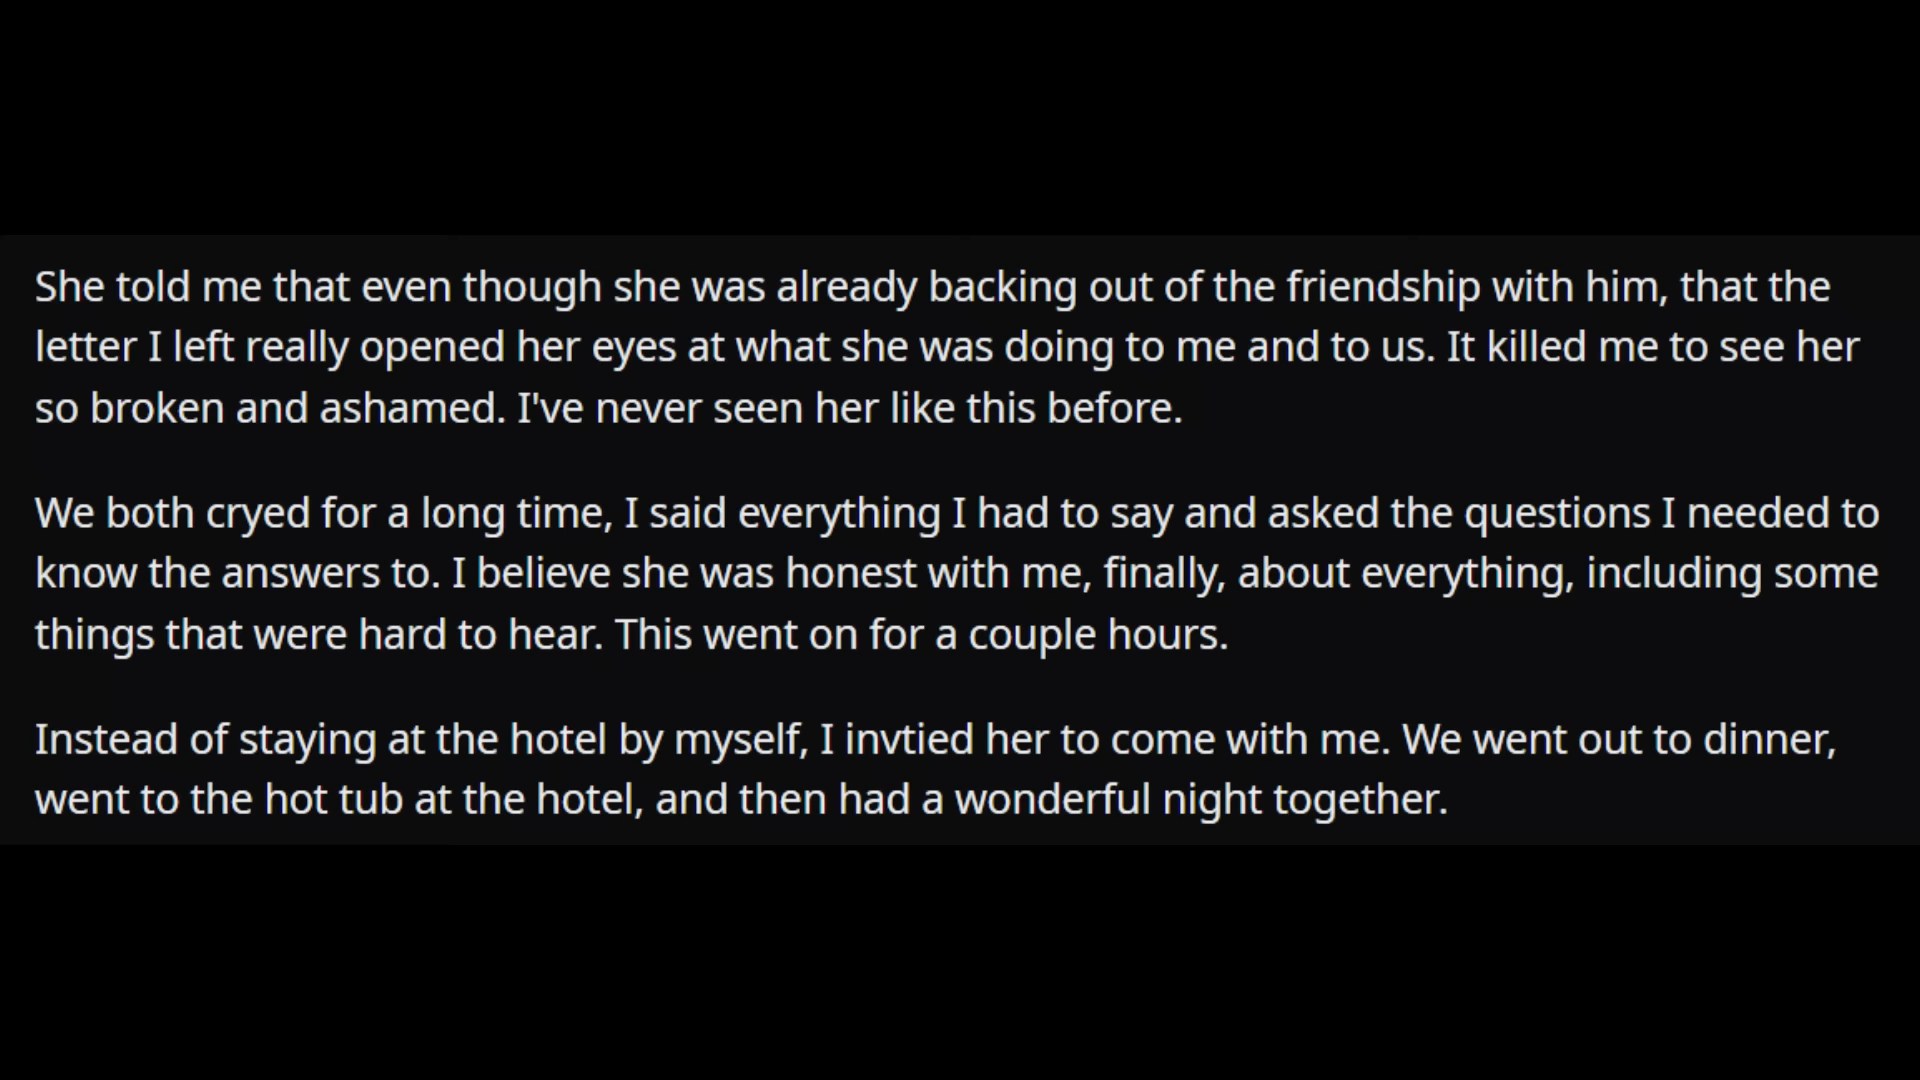 She told me that even though she was already backing out of the friendship with him, that the
letter I left really opened her eyes at what she was doing to me and to us. It killed me to see her
so broken and ashamed. I've never seen her like this before.
We both cryed for a long time, I said everything I had to say and asked the questions I needed to
know the answers to. I believe she was honest with me, finally, about everything, including some
things that were hard to hear. This went on for a couple hours.
Instead of staying at the hotel by myself, I invtied her to come with me. We went out to dinner,
went to the hot tub at the hotel, and then had a wonderful night together.